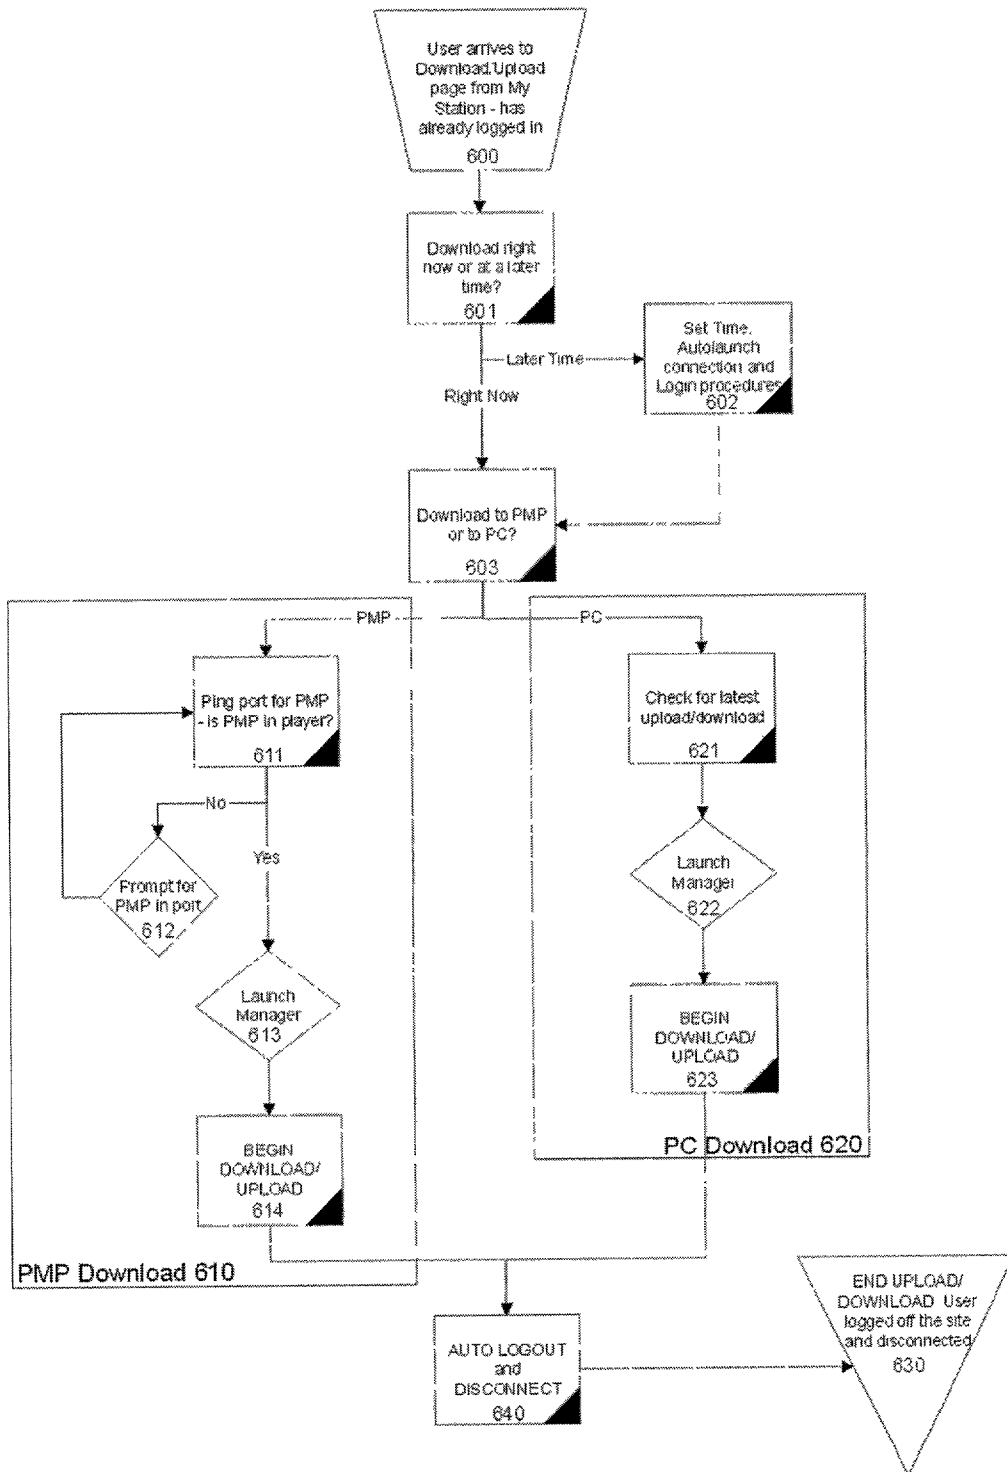 User arrives to
Download/Upload
page from My
Station - has
already logged in
600
Download right
now or at a later
time?
601
Later Time
Set Time,
Autolaunch
connection and
Login procedures
602
Right Now
Download to PMP
or to PC?
603
PMP
PC
Ping port for PMP
- is PMP in player?
611
No
Yes
Prompt for
PMP in port
612
Launch
Manager
613
BEGIN
DOWNLOAD/
UPLOAD
614
PMP Download 610
Check for latest
upload/download
621
Launch
Manager
622
BEGIN
DOWNLOAD/
UPLOAD
623
PC Download 620
AUTO LOGOUT
and
DISCONNECT
640
END UPLOAD/
DOWNLOAD User
logged off the site
and disconnected
630